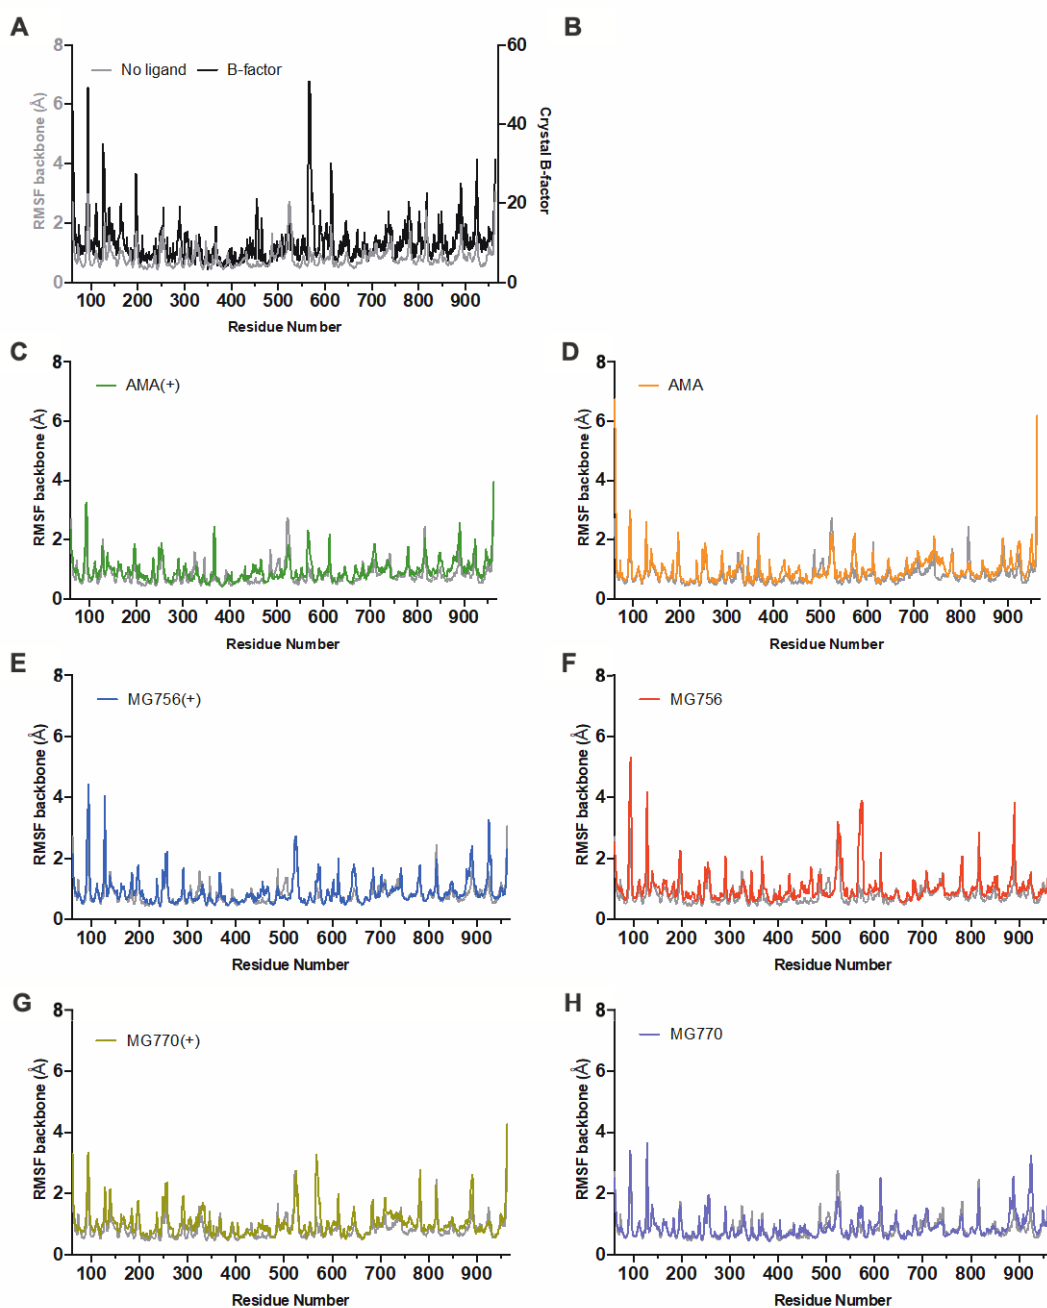 A
B
8
6
4
2
0
RMSF backbone (Å)
No ligand
B-factor
60
40
20
0
Crystal B-factor
100 200 300 400 500 600 700 800 900
Residue Number
C
8
6
4
2
0
RMSF backbone (Å)
AMA(+)
100 200 300 400 500 600 700 800 900
Residue Number
D
8
6
4
2
0
RMSF backbone (Å)
AMA
100 200 300 400 500 600 700 800 900
Residue Number
E
8
6
4
2
0
RMSF backbone (Å)
MG756(+)
100 200 300 400 500 600 700 800 900
Residue Number
F
8
6
4
2
0
RMSF backbone (Å)
MG756
100 200 300 400 500 600 700 800 900
Residue Number
G
8
6
4
2
0
RMSF backbone (Å)
MG770(+)
100 200 300 400 500 600 700 800 900
Residue Number
H
8
6
4
2
0
RMSF backbone (Å)
MG770
100 200 300 400 500 600 700 800 900
Residue Number